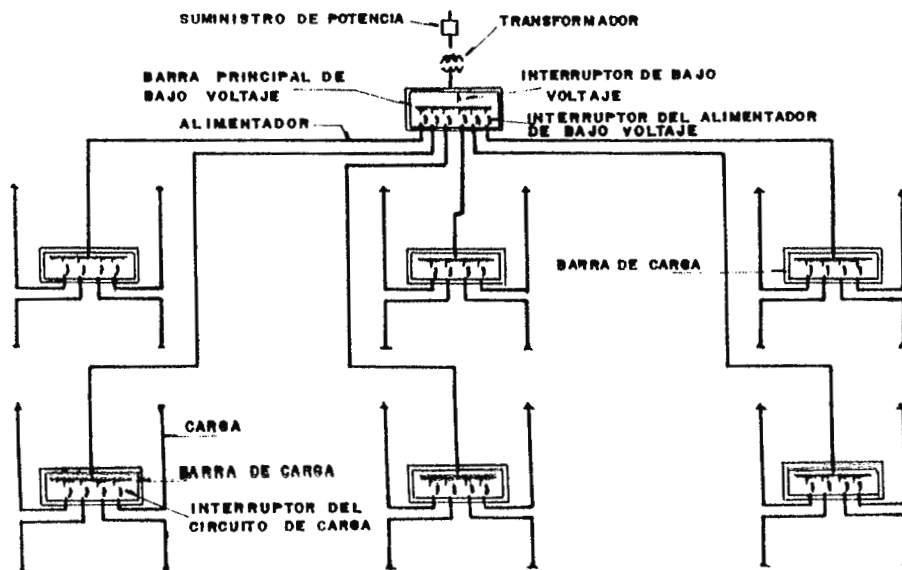 SUMINISTRO DE POTENCIA
TRANSFORMADOR
BARRA PRINCIPAL DE
BAJO VOLTAJE
INTERRUPTOR DE BAJO
VOLTAJE
ALIMENTADOR
INTERRUPTOR DEL ALIMENTADOR
DE BAJO VOLTAJE
BARRA DE CARGA
CARGA
BARRA DE CARGA
INTERRUPTOR DEL
CIRCUITO DE CARGA